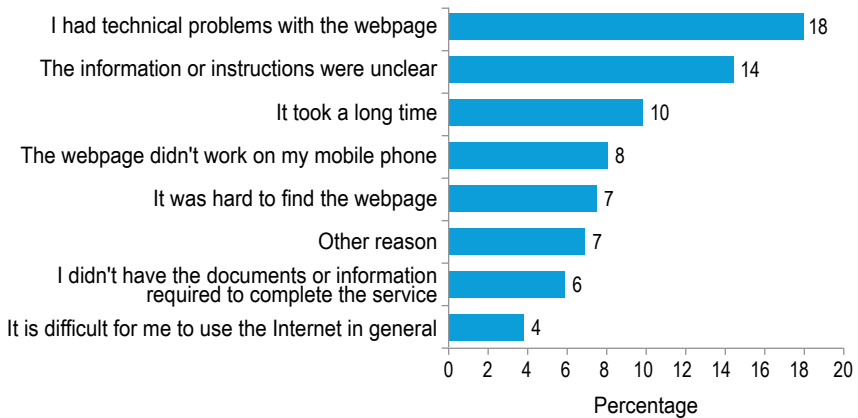 I had technical problems with the webpage
18
The information or instructions were unclear
14
It took a long time
10
The webpage didn't work on my mobile phone
8
It was hard to find the webpage
7
Other reason
7
I didn't have the documents or information
required to complete the service
6
It is difficult for me to use the Internet in general
4
0 2 4 6 8 10 12 14 16 18 20
Percentage